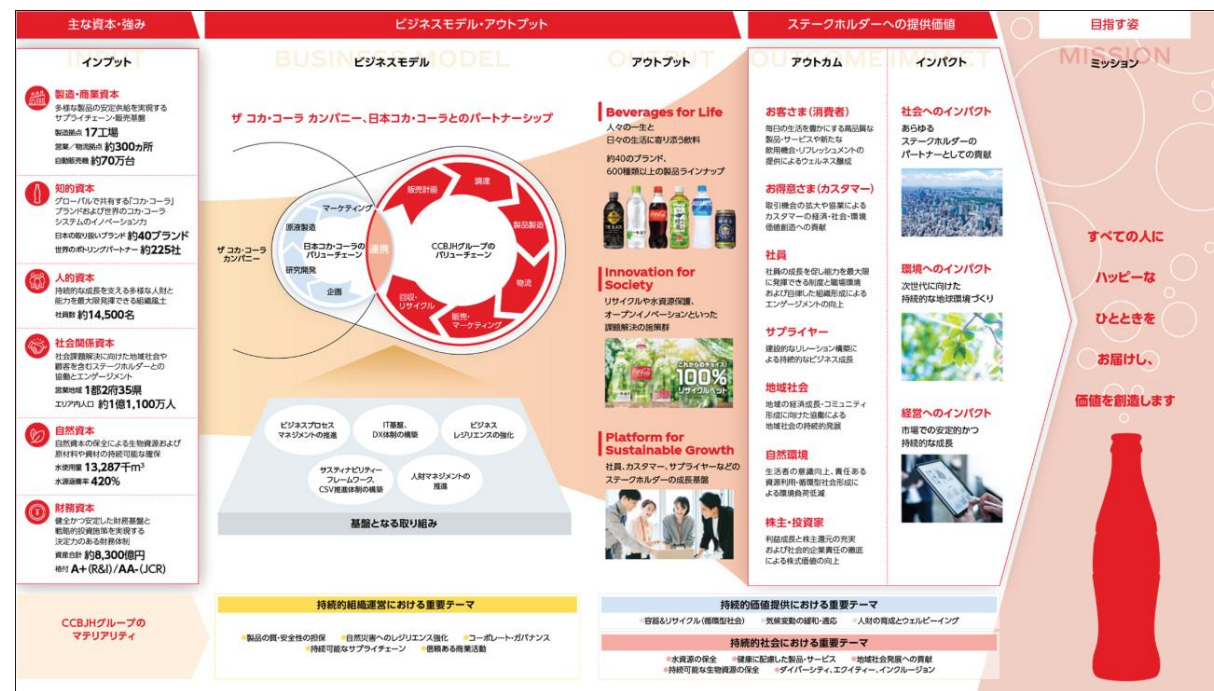 主な資本・強み
ビジネスモデル・アウトプット
ステークホルダーへの提供価値
目指す姿
INPUT
インプット
製造・商業資本
多様な製品の安定供給を実現する
サプライチェーン・販売基盤
製造拠点 17工場
営業／物流拠点 約300ヵ所
自動販売機 約70万台
知的資本
グローバルで共有する「コカ・コーラ」
ブランドおよび世界のコカ・コーラ
システムのイノベーション力
日本の取り扱いブランド 約40ブランド
世界のボトリングパートナー 約225社
人的資本
持続的な成長を支える多様な人財と
能力を最大限発揮できる組織風土
社員数 約14,500名
社会関係資本
社会課題解決に向けた地域社会や
顧客を含むステークホルダーとの
協働とエンゲージメント
営業地域 1都2府35県
エリア内人口 約1億1,100万人
自然資本
自然資本の保全による生物資源および
原材料や資材の持続可能な確保
水使用量 13,287千m³
水源涵養率 420%
財務資本
健全かつ安定した財務基盤と
戦略的投資施策を実現する
決定力のある財務体制
資産合計 約8,300億円
格付 A+(R&I)/AA-(JCR)
BUSINESS MODEL
ビジネスモデル
ザ コカ・コーラ カンパニー、日本コカ・コーラとのパートナーシップ
ザ コカ・コーラ
カンパニー
マーケティング
原液製造
日本コカ・コーラの
バリューチェーン
研究開発
企画
連携
販売計画
調達
製品製造
物流
販売・
マーケティング
回収・
リサイクル
CCBJHグループの
バリューチェーン
ビジネスプロセス
マネジメントの推進
IT基盤、
DX体制の構築
ビジネス
レジリエンスの強化
サスティナビリティー
フレームワーク、
CSV推進体制の構築
人財マネジメントの
推進
基盤となる取り組み
OUTPUT
アウトプット
Beverages for Life
人々の一生と
日々の生活に寄り添う飲料
約40のブランド、
600種類以上の製品ラインナップ
Innovation for
Society
リサイクルや水資源保護、
オープンイノベーションといった
課題解決の施策群
これからのチョイス!
100%
リサイクルペット
Platform for
Sustainable Growth
社員、カスタマー、サプライヤーなどの
ステークホルダーの成長基盤
OUTCOME
アウトカム
お客さま（消費者）
毎日の生活を豊かにする高品質な
製品・サービスや新たな
飲用機会・リフレッシュメントの
提供によるウェルネス醸成
お得意さま（カスタマー）
取引機会の拡大や協業による
カスタマーの経済・社会・環境
価値創造への貢献
社員
社員の成長を促し能力を最大限
に発揮できる制度と職場環境
および自律した組織形成による
エンゲージメントの向上
サプライヤー
建設的なリレーション構築に
よる持続的なビジネス成長
地域社会
地域の経済成長・コミュニティ
形成に向けた協働による
地域社会の持続的発展
自然環境
生活者の意識向上、責任ある
資源利用・循環型社会形成に
よる環境負荷低減
株主・投資家
利益成長と株主還元の充実
および社会的企業責任の徹底
による株式価値の向上
IMPACT
インパクト
社会へのインパクト
あらゆる
ステークホルダーの
パートナーとしての貢献
環境へのインパクト
次世代に向けた
持続的な地球環境づくり
経営へのインパクト
市場での安定的かつ
持続的な成長
MISSION
ミッション
すべての人に
ハッピーな
ひとときを
お届けし、
価値を創造します
CCBJHグループの
マテリアリティ
持続的組織運営における重要テーマ
製品の質・安全性の担保 自然災害へのレジリエンス強化 コーポレート・ガバナンス
持続可能なサプライチェーン 信頼ある商業活動
持続的価値提供における重要テーマ
容器&リサイクル（循環型社会） 気候変動の緩和・適応 人財の育成とウェルビーイング
持続的社会における重要テーマ
水資源の保全 健康に配慮した製品・サービス 地域社会発展への貢献
持続可能な生物資源の保全 ダイバーシティ、エクイティー、インクルージョン